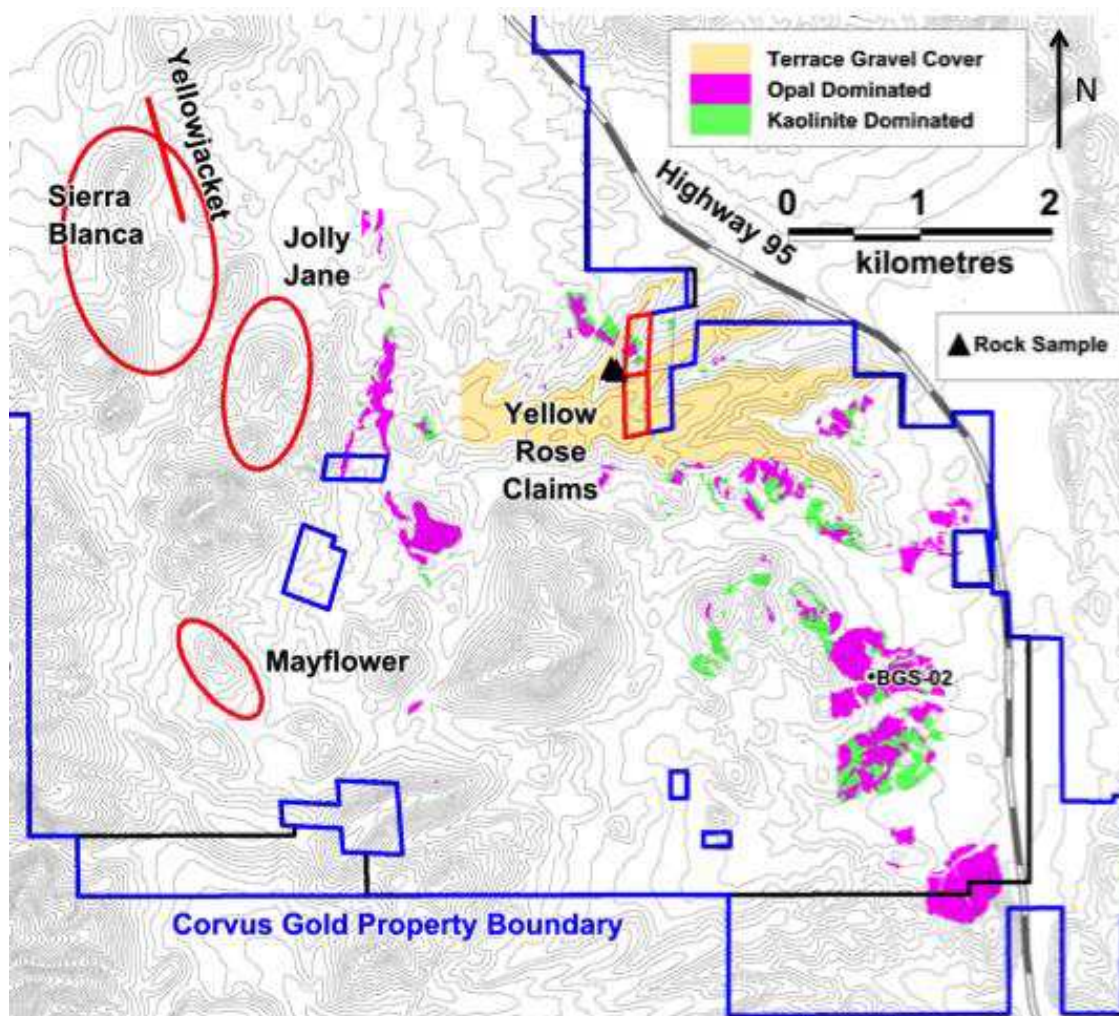 Terrace Gravel Cover
Opal Dominated
Kaolinite Dominated
N
Yellowjacket
Sierra
Blanca
Jolly
Jane
Highway 95
0 1 2
kilometres
Rock Sample
Yellow
Rose
Claims
Mayflower
BGS-02
Corvus Gold Property Boundary